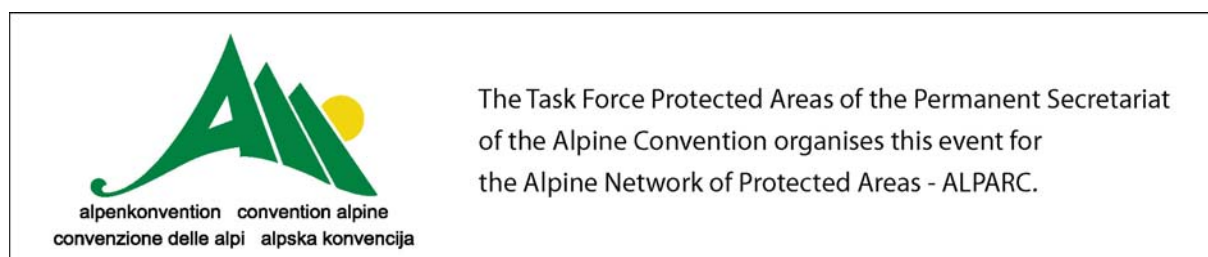 alpenkonvention convention alpine
convenzione delle alpi alpska konvencija
The Task Force Protected Areas of the Permanent Secretariat
of the Alpine Convention organises this event for
the Alpine Network of Protected Areas - ALPARC.